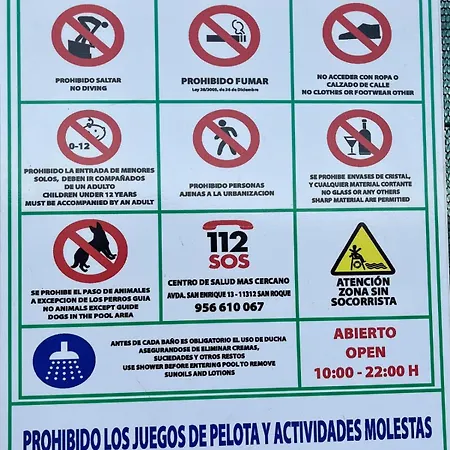 PROHIBIDO SALTAR
NO DIVING
PROHIBIDO FUMAR
Ley 28/2005, de 26 de Diciembre
NO ACCEDER CON ROPA O
CALZADO DE CALLE
NO CLOTHES OR FOOTWEAR OTHER
0-12
PROHIBIDO LA ENTRADA DE MENORES
SOLOS, DEBEN IR COMPAÑADOS
DE UN ADULTO
CHILDREN UNDER 12 YEARS
MUST BE ACCOMPANIED BY AN ADULT
PROHIBIDO PERSONAS
AJENAS A LA URBANIZACION
SE PROHIBE ENVASES DE CRISTAL,
Y CUALQUIER MATERIAL CORTANTE
NO GLASS OR ANY OTHERS
SHARP MATERIAL ARE PERMITIED
SE PROHIBE EL PASO DE ANIMALES
A EXCEPCION DE LOS PERROS GUIA
NO ANIMALS EXCEPT GUIDE
DOGS IN THE POOL AREA
112
SOS
CENTRO DE SALUD MAS CERCANO
AVDA. SAN ENRIQUE 13 - 11312 SAN ROQUE
956 610 067
ATENCIÓN
ZONA SIN
SOCORRISTA
ANTES DE CADA BAÑO ES OBLIGATORIO EL USO DE DUCHA
ASEGURANDOSE DE ELIMINAR CREMAS,
SUCIEDADES Y OTROS RESTOS
USE SHOWER BEFORE ENTERING POOL TO REMOVE
SUNOILS AND LOTIONS
ABIERTO
OPEN
10:00 - 22:00 H
PROHIBIDO LOS JUEGOS DE PELOTA Y ACTIVIDADES MOLESTAS